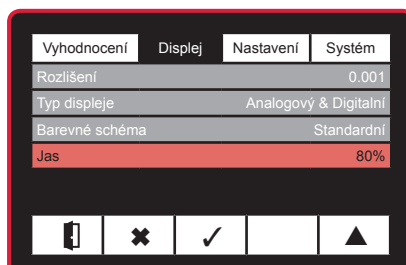 Vyhodnocení Displej Nastavení Systém
Rozlišení 0.001
Typ displeje Analogový & Digitalní
Barevné schéma Standardní
Jas 80%